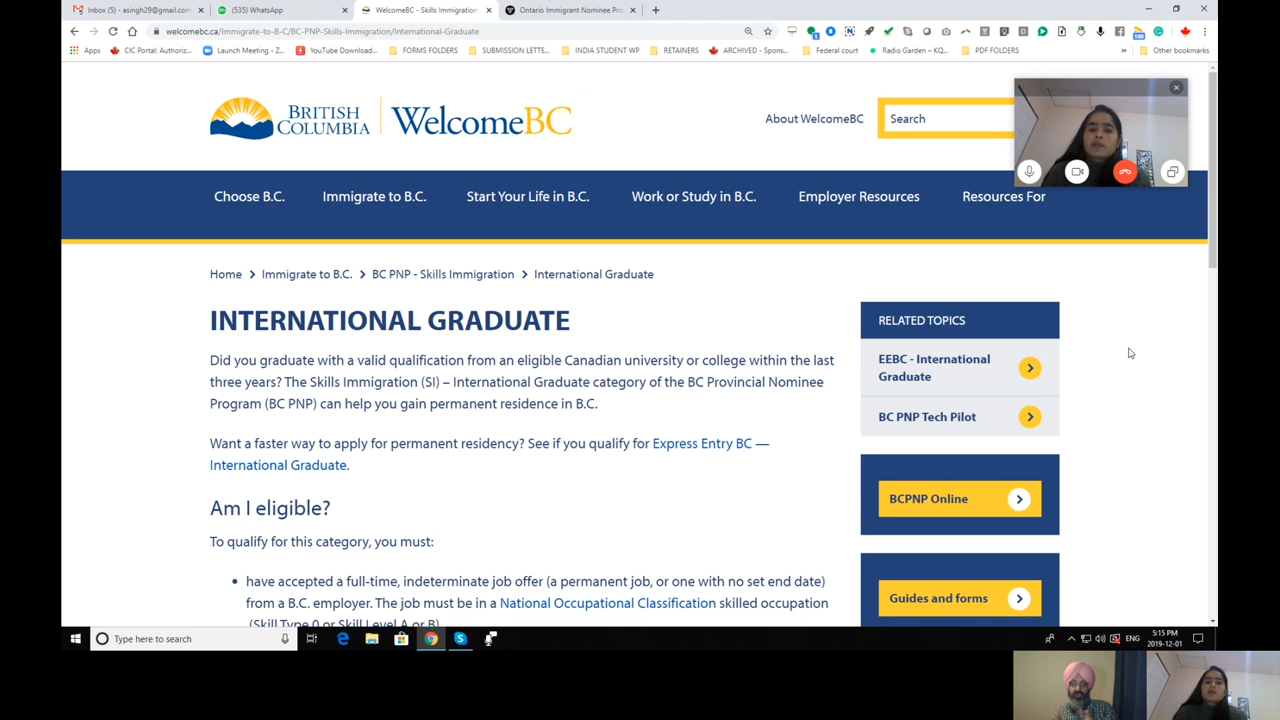 Inbox (5) - asingh29@gmail.com
(535) WhatsApp
WelcomeBC - Skills Immigration
Ontario Immigrant Nominee Pro
welcomebc.ca/Immigrate-to-B-C/BC-PNP-Skills-Immigration/International-Graduate
Apps
CIC Portal: Authoriz...
Launch Meeting - Z...
YouTube Download...
FORMS FOLDERS
SUBMISSION LETTE...
INDIA STUDENT WP
RETAINERS
ARCHIVED - Spons...
Federal court
Radio Garden – KQ...
PDF FOLDERS
»
Other bookmarks
BRITISH
COLUMBIA
WelcomeBC
About WelcomeBC
Search
Choose B.C.
Immigrate to B.C.
Start Your Life in B.C.
Work or Study in B.C.
Employer Resources
Resources For
Home > Immigrate to B.C. > BC PNP - Skills Immigration > International Graduate
INTERNATIONAL GRADUATE
Did you graduate with a valid qualification from an eligible Canadian university or college within the last
three years? The Skills Immigration (SI) – International Graduate category of the BC Provincial Nominee
Program (BC PNP) can help you gain permanent residence in B.C.
Want a faster way to apply for permanent residency? See if you qualify for Express Entry BC —
International Graduate.
Am I eligible?
To qualify for this category, you must:
• have accepted a full-time, indeterminate job offer (a permanent job, or one with no set end date)
from a B.C. employer. The job must be in a National Occupational Classification skilled occupation
(Skill Type 0 or Skill Level A or B)
RELATED TOPICS
EEBC - International
Graduate
BC PNP Tech Pilot
BCPNP Online
Guides and forms
Type here to search
ENG
5:15 PM
2019-12-01